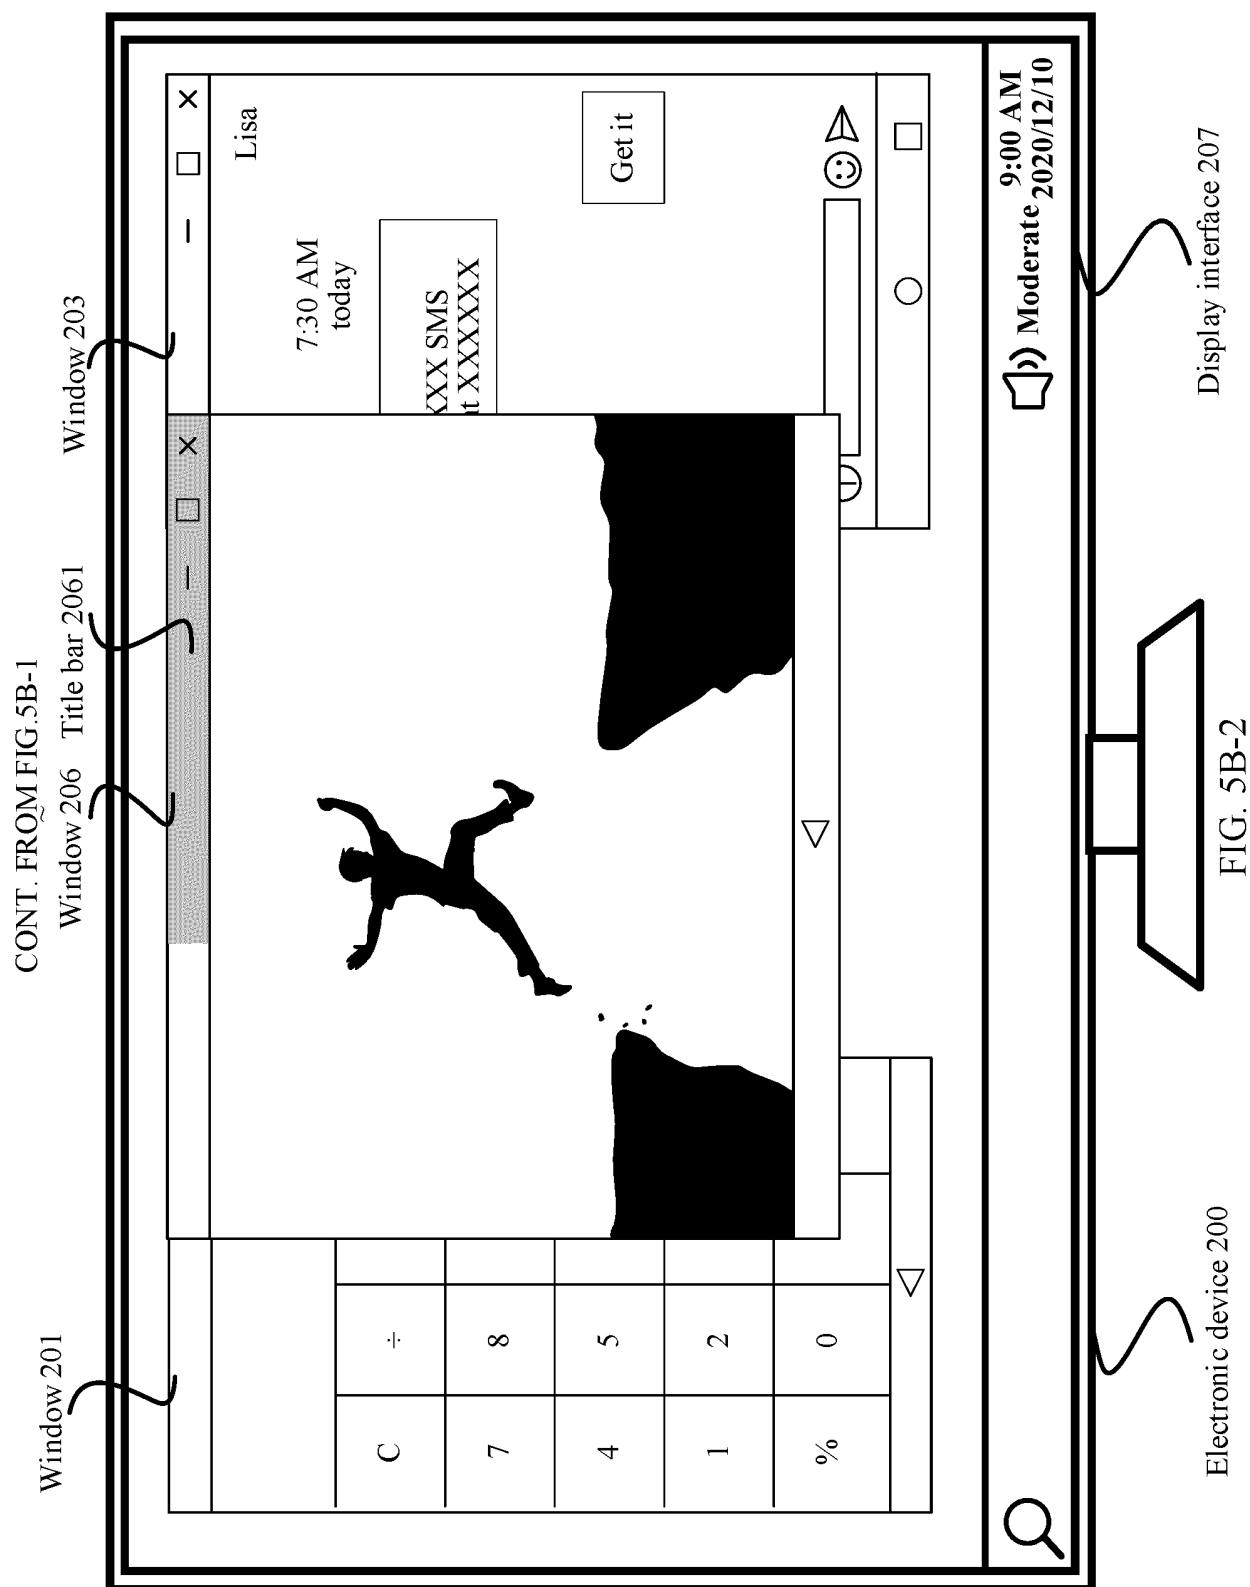 CONT. FROM FIG.5B-1
Window 201
Window 206
Title bar 2061
Window 203
Lisa
7:30 AM
today
XXX SMS
nt XXXXXX
Get it
C ÷
7 8
4 5
1 2
% 0
Moderate
9:00 AM
2020/12/10
Electronic device 200
Display interface 207
FIG. 5B-2